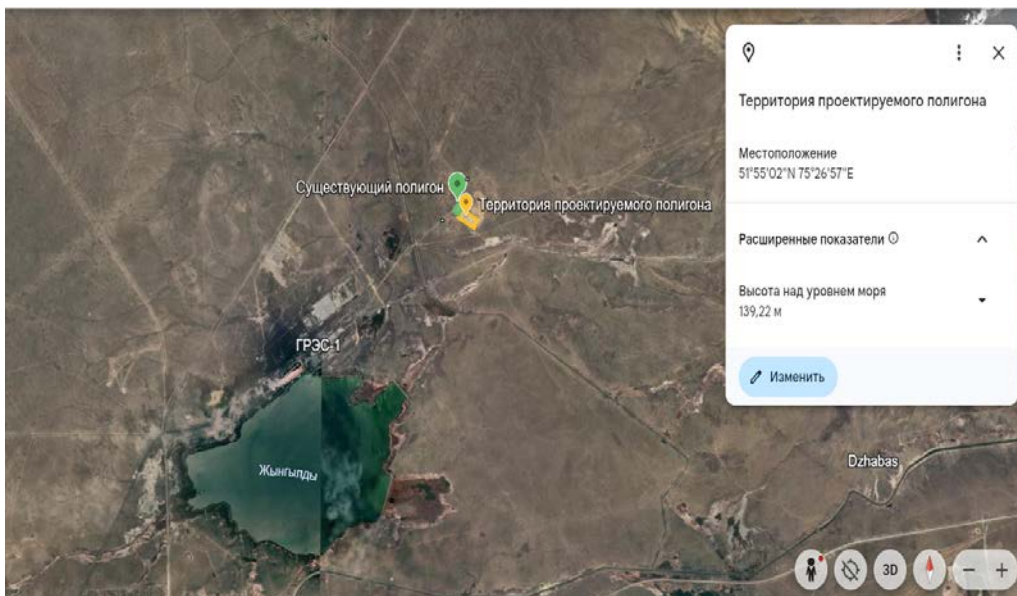 Территория проектируемого полигона
Местоположение
51°55'02"N 75°26'57"E
Расширенные показатели
Высота над уровнем моря
139,22 м
Изменить
Существующий полигон
Территория проектируемого полигона
ГРЭС-1
Жынгылды
Dzhabas
3D